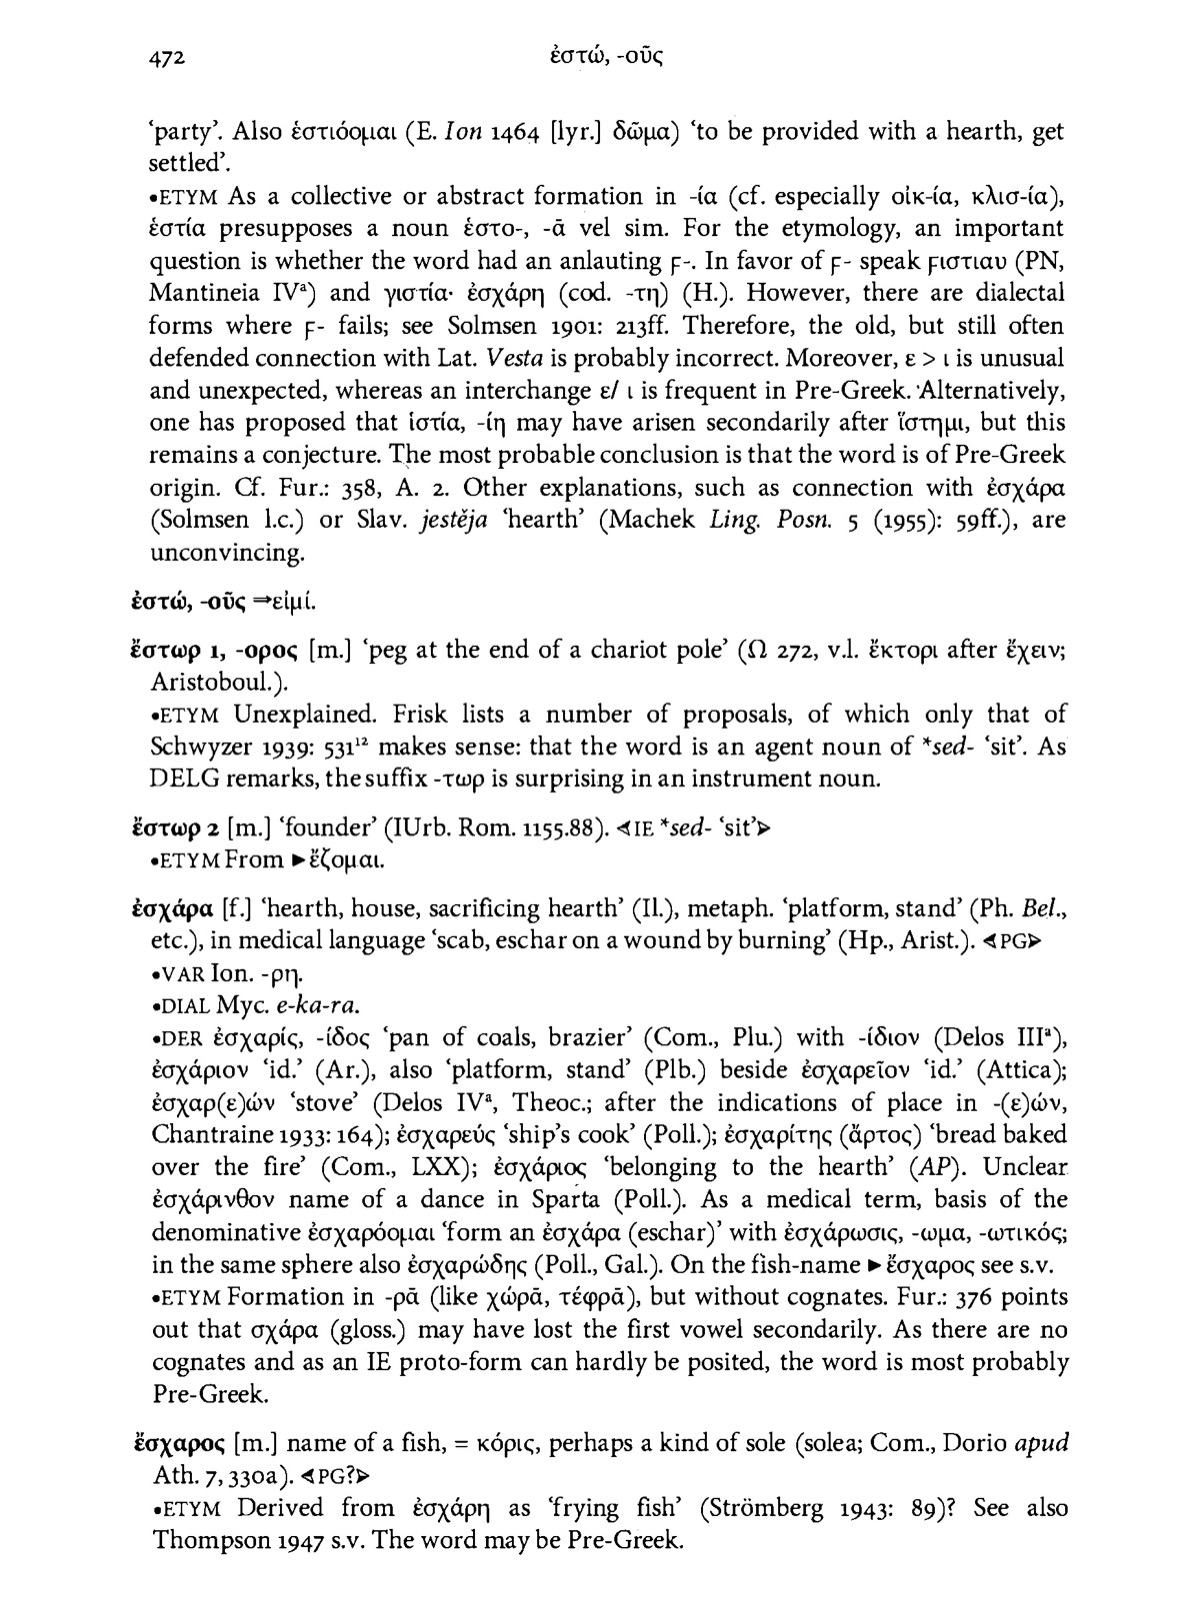 472
ἐστώ, -οῦς
‘party’. Also ἑστιόομαι (E. Ion 1464 [lyr.] δῶμα) ‘to be provided with a hearth, get
settled’.
•ETYM As a collective or abstract formation in -ία (cf. especially οἰκ-ία, κλισ-ία),
ἑστία presupposes a noun ἑστο-, -ᾱ vel sim. For the etymology, an important
question is whether the word had an anlauting ϝ-. In favor of ϝ- speak ϝιστιαυ (PN,
Mantineia IVᵃ) and γιστία· ἐσχάρη (cod. -τη) (H.). However, there are dialectal
forms where ϝ- fails; see Solmsen 1901: 213ff. Therefore, the old, but still often
defended connection with Lat. Vesta is probably incorrect. Moreover, ε > ι is unusual
and unexpected, whereas an interchange ε/ ι is frequent in Pre-Greek. Alternatively,
one has proposed that ἱστία, -ίη may have arisen secondarily after ἵστημι, but this
remains a conjecture. The most probable conclusion is that the word is of Pre-Greek
origin. Cf. Fur.: 358, A. 2. Other explanations, such as connection with ἐσχάρα
(Solmsen l.c.) or Slav. jestěja ‘hearth’ (Machek Ling. Posn. 5 (1955): 59ff.), are
unconvincing.
ἐστώ, -οῦς ⇒εἰμί.
ἕστωρ 1, -ορος [m.] ‘peg at the end of a chariot pole’ (Ω 272, v.l. ἕκτορι after ἔχειν;
Aristoboul.).
•ETYM Unexplained. Frisk lists a number of proposals, of which only that of
Schwyzer 1939: 531¹² makes sense: that the word is an agent noun of *sed- ‘sit’. As
DELG remarks, the suffix -τωρ is surprising in an instrument noun.
ἕστωρ 2 [m.] ‘founder’ (IUrb. Rom. 1155.88). ⋖IE *sed- ‘sit’⋗
•ETYM From ►ἕζομαι.
ἐσχάρα [f.] ‘hearth, house, sacrificing hearth’ (Il.), metaph. ‘platform, stand’ (Ph. Bel.,
etc.), in medical language ‘scab, eschar on a wound by burning’ (Hp., Arist.). ⋖PG⋗
•VAR Ion. -ρη.
•DIAL Myc. e-ka-ra.
•DER ἐσχαρίς, -ίδος ‘pan of coals, brazier’ (Com., Plu.) with -ίδιον (Delos IIIᵃ),
ἐσχάριον ‘id.’ (Ar.), also ‘platform, stand’ (Plb.) beside ἐσχαρεῖον ‘id.’ (Attica);
ἐσχαρ(ε)ών ‘stove’ (Delos IVᵃ, Theoc.; after the indications of place in -(ε)ών,
Chantraine 1933: 164); ἐσχαρεύς ‘ship’s cook’ (Poll.); ἐσχαρίτης (ἄρτος) ‘bread baked
over the fire’ (Com., LXX); ἐσχάριος ‘belonging to the hearth’ (AP). Unclear
ἐσχάρινθον name of a dance in Sparta (Poll.). As a medical term, basis of the
denominative ἐσχαρόομαι ‘form an ἐσχάρα (eschar)’ with ἐσχάρωσις, -ωμα, -ωτικός;
in the same sphere also ἐσχαρώδης (Poll., Gal.). On the fish-name ►ἔσχαρος see s.v.
•ETYM Formation in -ρᾱ (like χώρᾱ, τέφρᾱ), but without cognates. Fur.: 376 points
out that σχάρα (gloss.) may have lost the first vowel secondarily. As there are no
cognates and as an IE proto-form can hardly be posited, the word is most probably
Pre-Greek.
ἔσχαρος [m.] name of a fish, = κόρις, perhaps a kind of sole (solea; Com., Dorio apud
Ath. 7, 330a). ⋖PG?⋗
•ETYM Derived from ἐσχάρη as ‘frying fish’ (Strömberg 1943: 89)? See also
Thompson 1947 s.v. The word may be Pre-Greek.